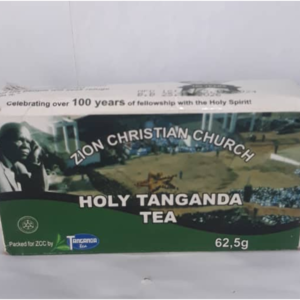 Celebrating over 100 years of fellowship with the Holy Spirit!
ZION CHRISTIAN CHURCH
HOLY TANGANDA
TEA
Packed for ZCC by
Tanganda
62,5g